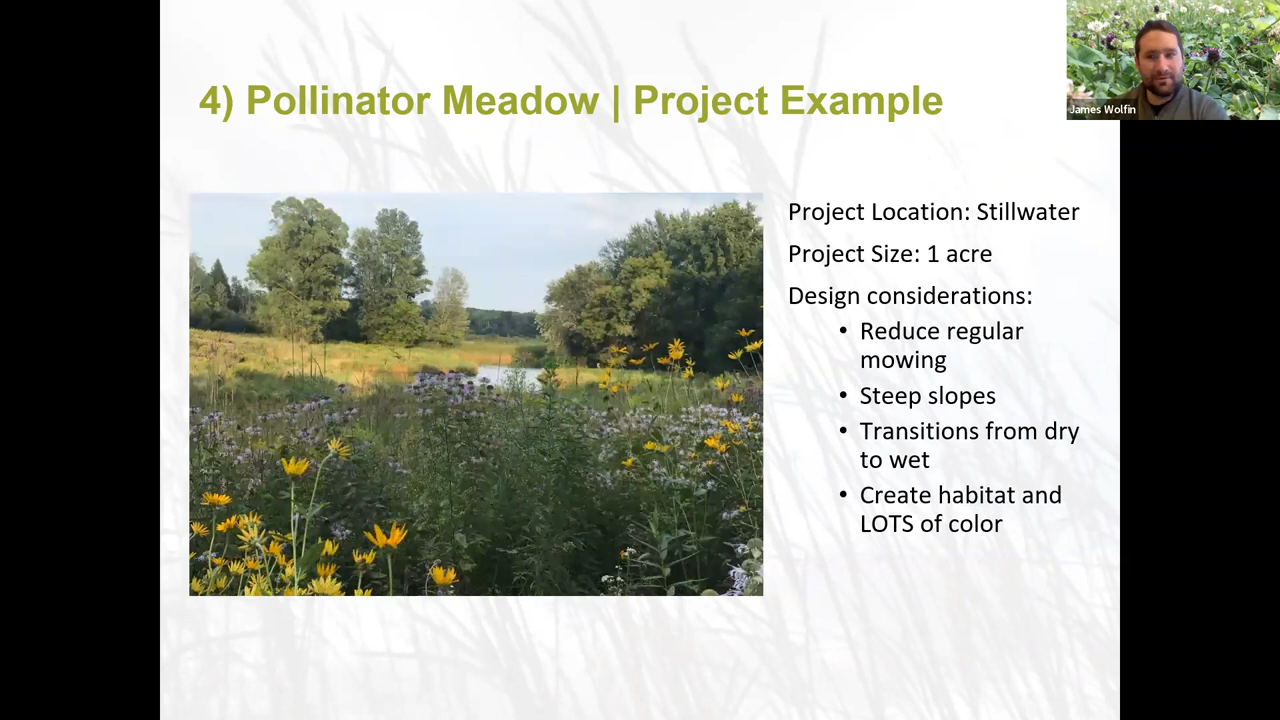 4) Pollinator Meadow | Project Example
James Wolfin
Project Location: Stillwater
Project Size: 1 acre
Design considerations:
• Reduce regular
mowing
• Steep slopes
• Transitions from dry
to wet
• Create habitat and
LOTS of color